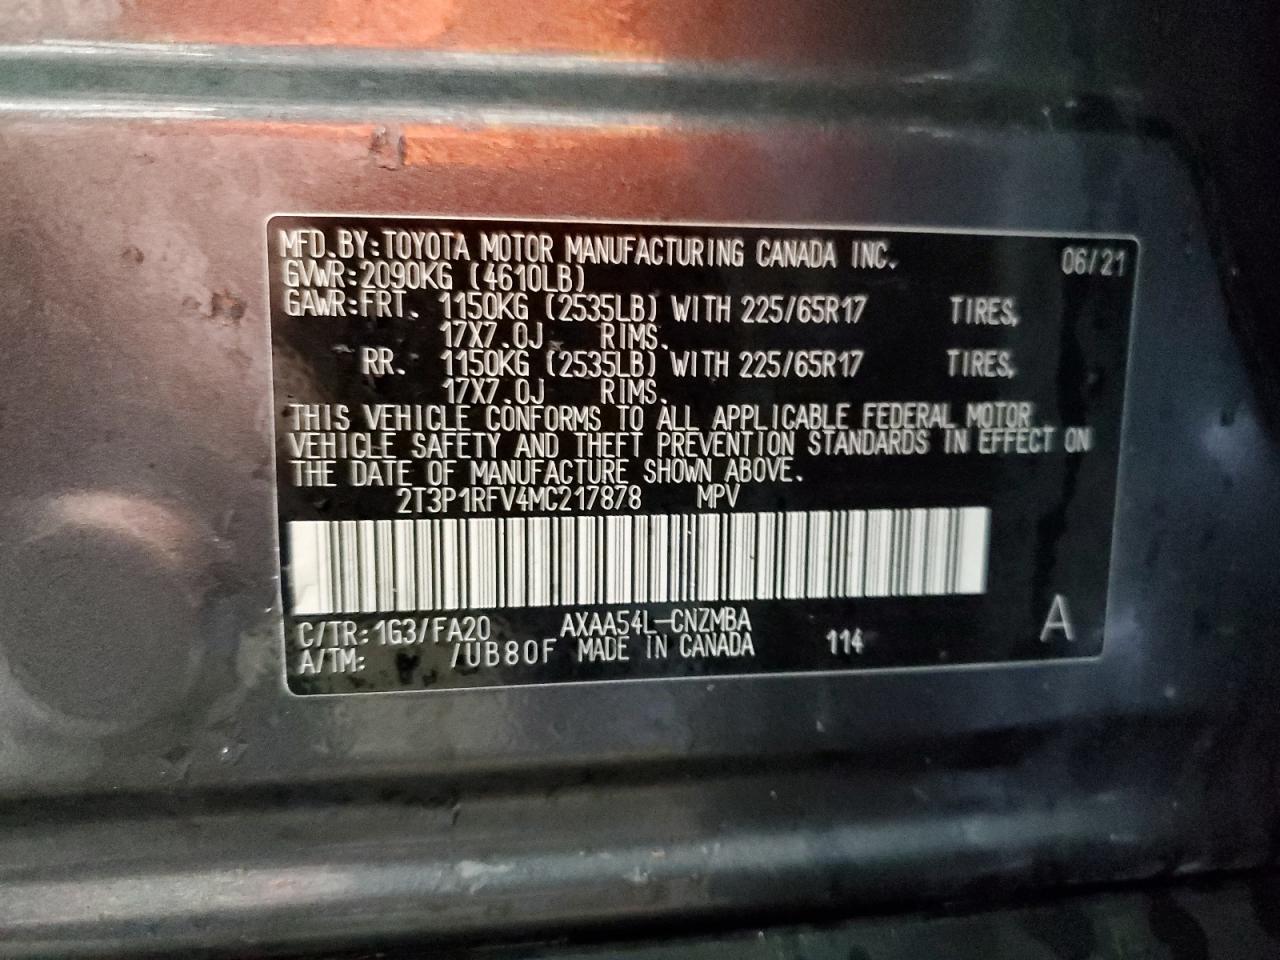 MFD.BY:TOYOTA MOTOR MANUFACTURING CANADA INC. 06/21
GVWR:2090KG (4610LB)
GAWR:FRT. 1150KG (2535LB) WITH 225/65R17 TIRES,
17X7.0J RIMS.
RR. 1150KG (2535LB) WITH 225/65R17 TIRES,
17X7.0J RIMS.
THIS VEHICLE CONFORMS TO ALL APPLICABLE FEDERAL MOTOR
VEHICLE SAFETY AND THEFT PREVENTION STANDARDS IN EFFECT ON
THE DATE OF MANUFACTURE SHOWN ABOVE.
2T3P1RFV4MC217878 MPV
C/TR:1G3/FA20 AXAA54L-CNZMBA A
A/TM: /UB80F MADE IN CANADA 114